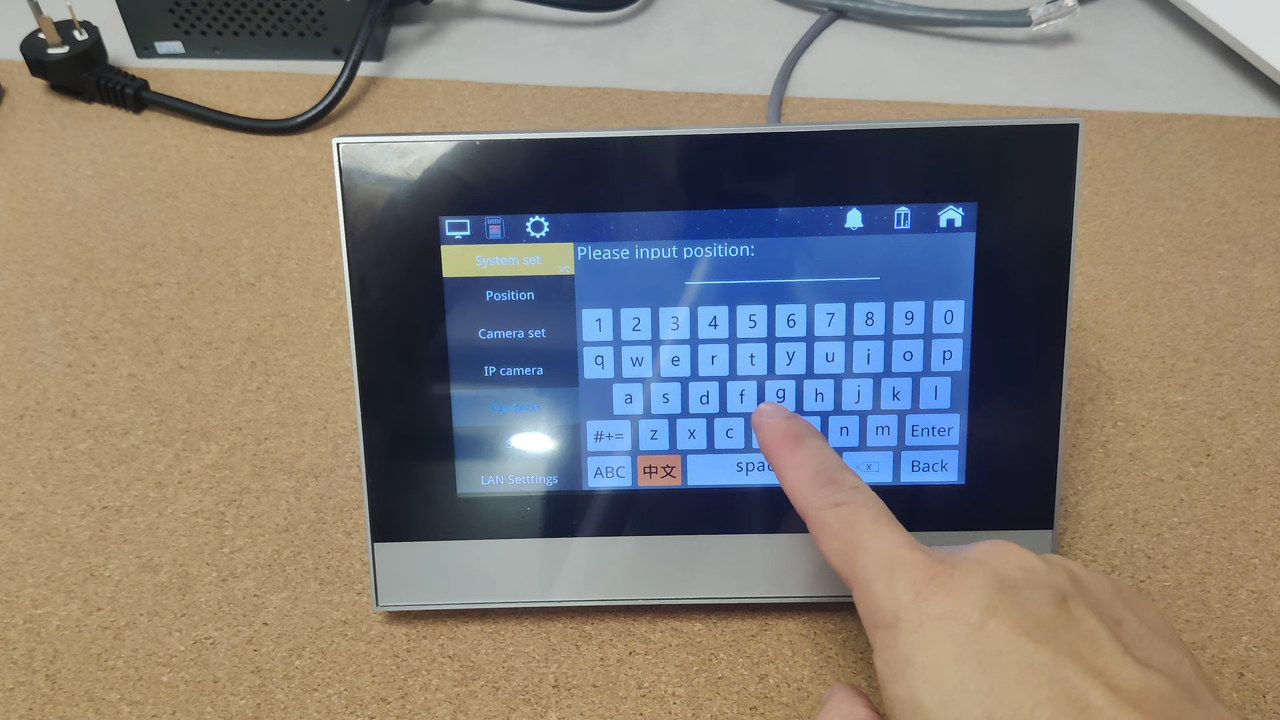 System set
Position
Camera set
IP camera
LAN Setttings
Please input position:
1 2 3 4 5 6 7 8 9 0
q w e r t y u i o p
a s d f g h j k l
#+= z x c n m Enter
ABC 中文 Back